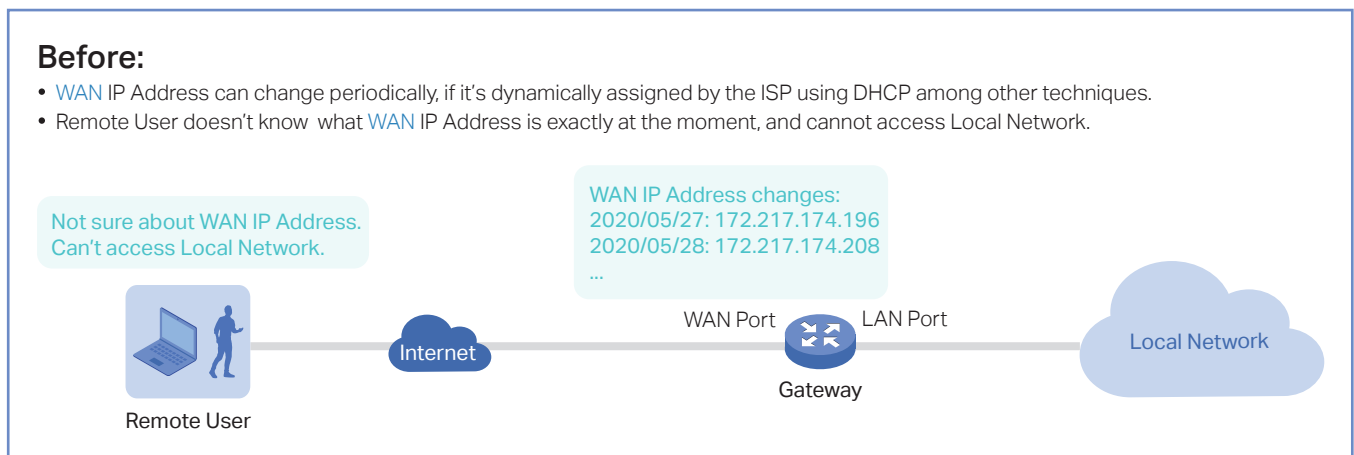 Before:
• WAN IP Address can change periodically, if it's dynamically assigned by the ISP using DHCP among other techniques.
• Remote User doesn't know what WAN IP Address is exactly at the moment, and cannot access Local Network.
WAN IP Address changes:
2020/05/27: 172.217.174.196
2020/05/28: 172.217.174.208
...
Not sure about WAN IP Address.
Can't access Local Network.
WAN Port
LAN Port
Internet
Local Network
Gateway
Remote User